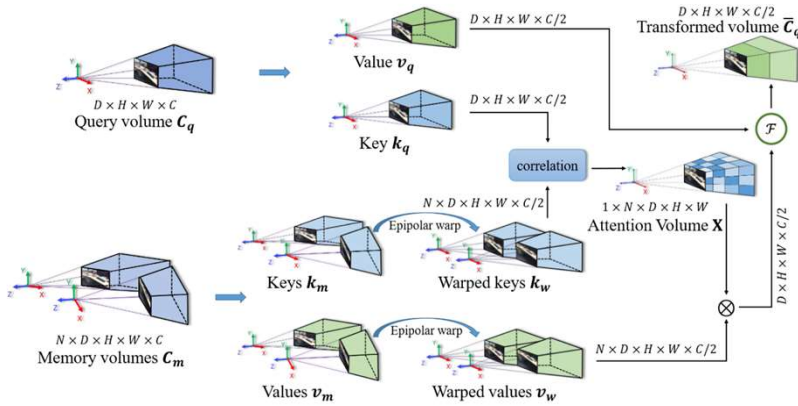 D × H × W × C/2
Transformed volume C̅q
D × H × W × C/2
Value vq
D × H × W × C
Query volume Cq
D × H × W × C/2
Key kq
ℱ
correlation
N × D × H × W × C/2
Epipolar warp
1 × N × D × H × W
Attention Volume X
Keys km
Warped keys kw
D × H × W × C/2
N × D × H × W × C
Memory volumes Cm
Epipolar warp
N × D × H × W × C/2
Values vm
Warped values vw